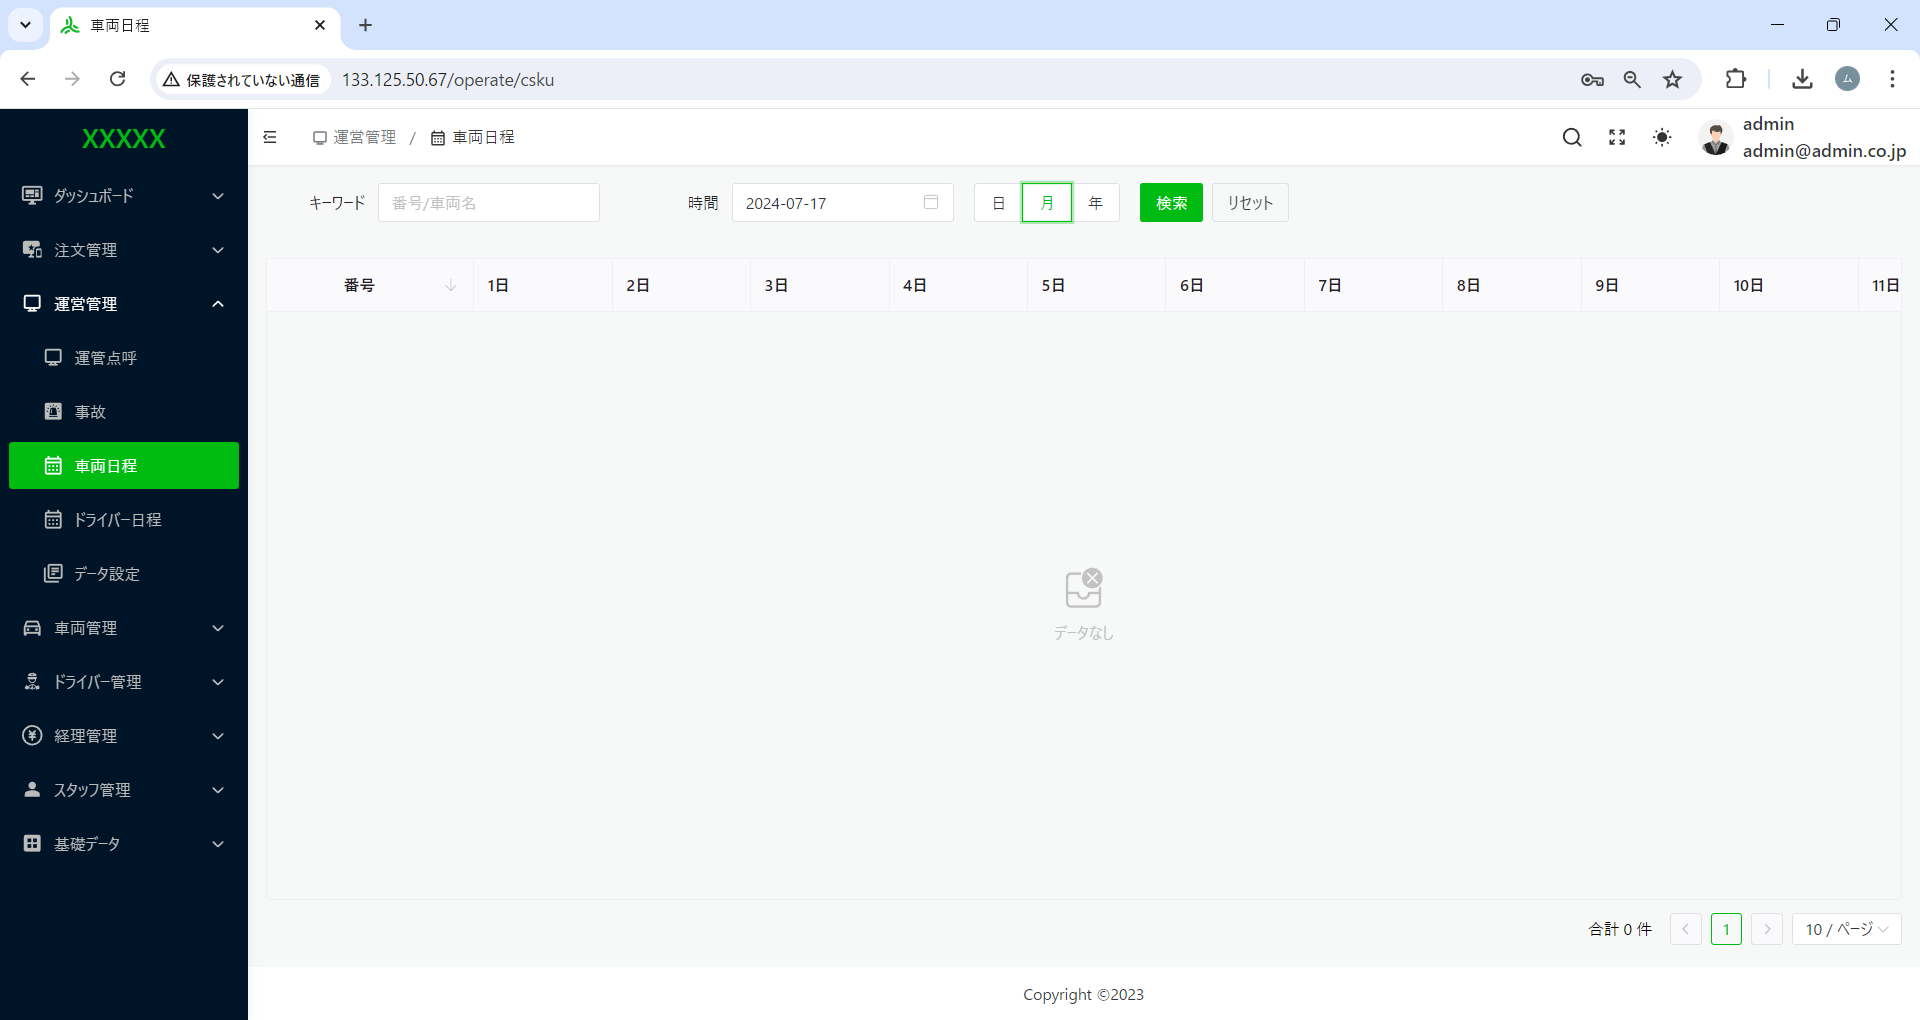 車両日程
保護されていない通信 133.125.50.67/operate/csku
ム
XXXXX
ダッシュボード
注文管理
運営管理
運管点呼
事故
車両日程
ドライバー日程
データ設定
車両管理
ドライバー管理
経理管理
スタッフ管理
基礎データ
運営管理 / 車両日程
admin
admin@admin.co.jp
キーワード 番号/車両名 時間 2024-07-17 日 月 年 検索 リセット
番号 1日 2日 3日 4日 5日 6日 7日 8日 9日 10日 11日
データなし
合計 0 件 1 10 / ページ
Copyright ©2023